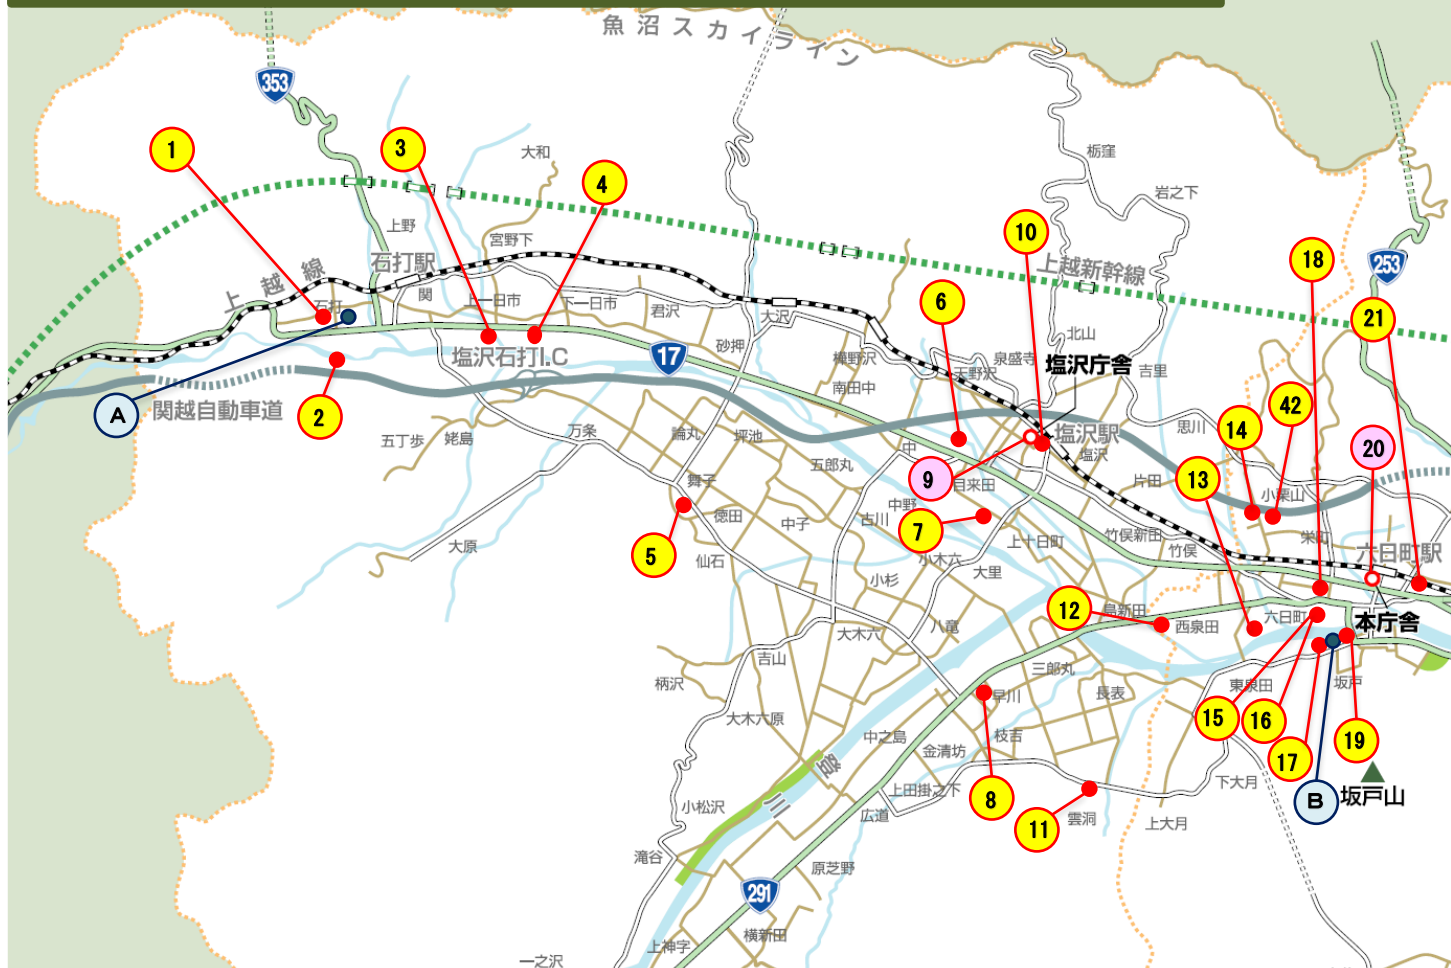 魚沼スカイライン
353
1
3
4
大和
栃窪
岩之下
上野
宮野下
10
上越新幹線
18
253
石打駅
上越線
関
上一日市
下一日市
君沢
石打
大沢
6
21
北山
塩沢石打I.C
17
砂押
樺野沢
泉盛寺
天野沢
塩沢庁舎
吉里
南田中
A
関越自動車道
2
五丁歩
姥島
万条
論丸
坪池
中
塩沢駅
塩沢
思川
14
42
20
五郎丸
舞子
9
目来田
片田
13
小栗山
中野
徳田
中子
古川
7
上十日町
竹俣新田
竹俣
栄町
六日町駅
大原
5
仙石
小木六
大里
小杉
12
島新田
西泉田
六日町
本庁舎
大木六
八竜
吉山
三郎丸
柄沢
長表
東泉田
坂戸
早川
大木六原
中之島
枝吉
金清坊
15
16
17
19
登川
下大月
8
上田掛之下
B
坂戸山
小松沢
広道
11
雲洞
上大月
滝谷
原芝野
291
横新田
上神字
一之沢